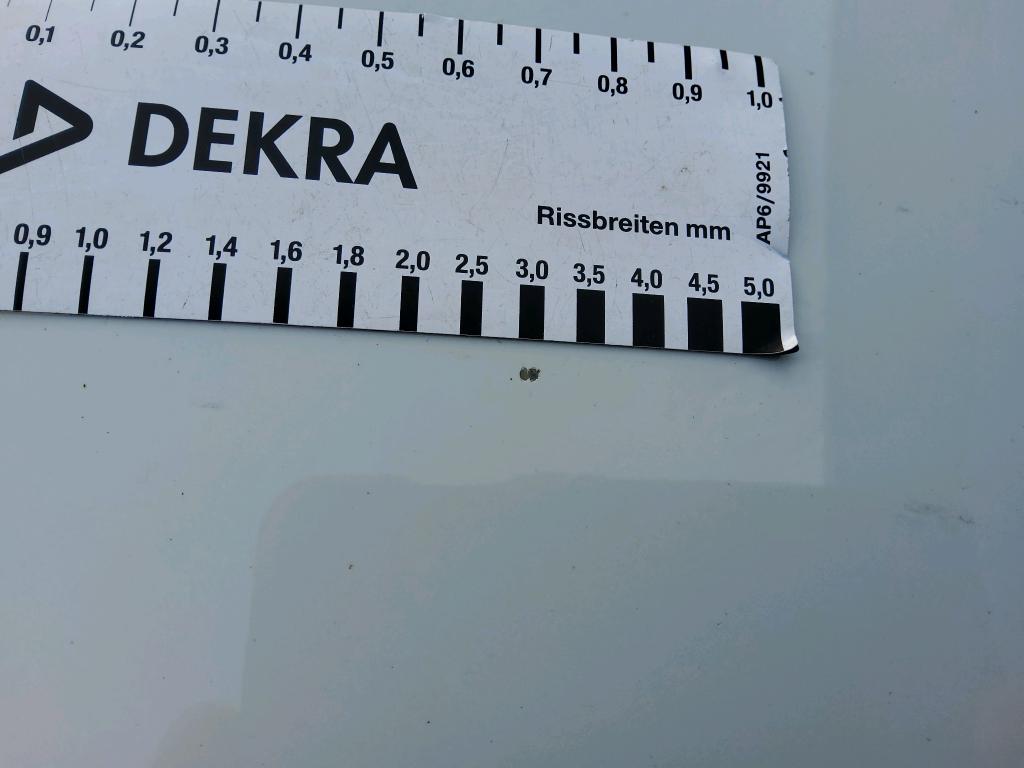 0,1 0,2 0,3 0,4 0,5 0,6 0,7 0,8 0,9 1,0
DEKRA
Rissbreiten mm
AP6/9921
0,9 1,0 1,2 1,4 1,6 1,8 2,0 2,5 3,0 3,5 4,0 4,5 5,0